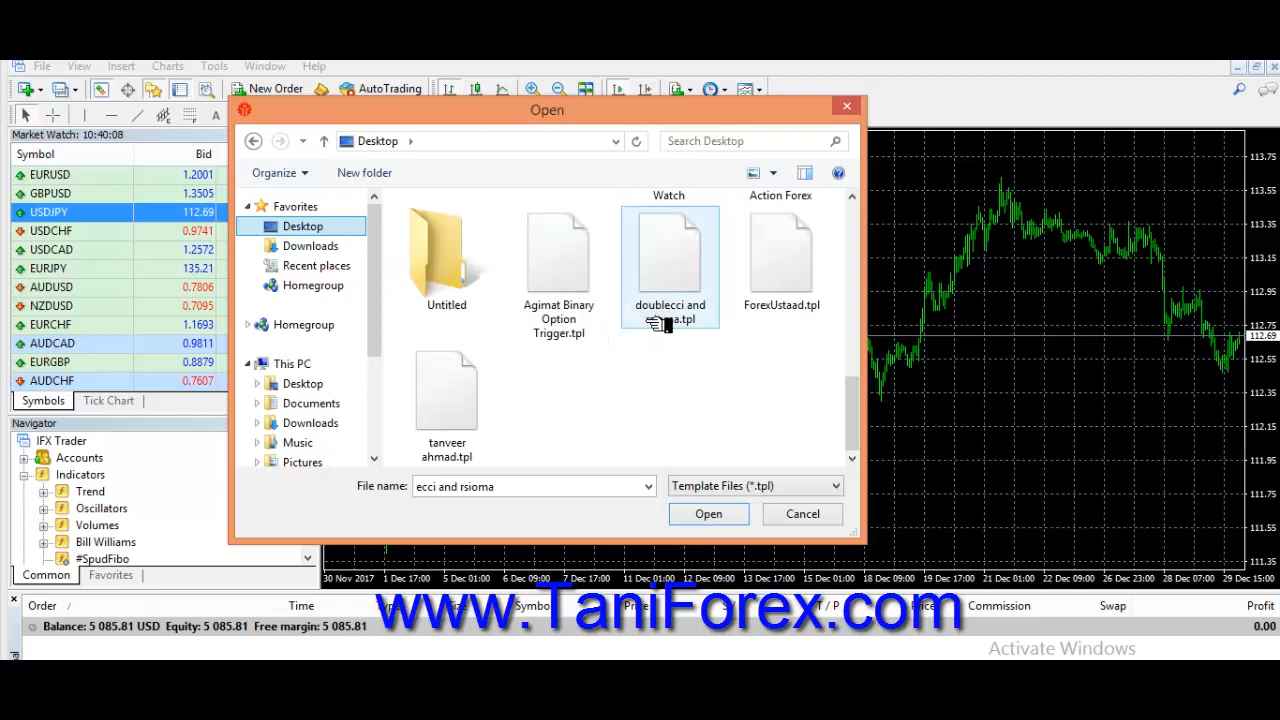 File View Insert Charts Tools Window Help
New Order AutoTrading
Market Watch: 10:40:08
Symbol Bid
EURUSD 1.2001
GBPUSD 1.3505
USDJPY 112.69
USDCHF 0.9741
USDCAD 1.2572
EURJPY 135.21
AUDUSD 0.7806
NZDUSD 0.7095
EURCHF 1.1693
AUDCAD 0.9811
EURGBP 0.8879
AUDCHF 0.7607
Symbols Tick Chart
Navigator
IFX Trader
Accounts
Indicators
Trend
Oscillators
Volumes
Bill Williams
#SpudFibo
Common Favorites
Open
Desktop
Search Desktop
Organize New folder
Favorites
Desktop
Downloads
Recent places
Homegroup
Homegroup
This PC
Desktop
Documents
Downloads
Music
Pictures
Watch
Action Forex
Untitled
Agimat Binary
Option
Trigger.tpl
doublecci and
ForexUstaad.tpl
tanveer
ahmad.tpl
File name: ecci and rsioma
Template Files (*.tpl)
Open Cancel
113.75
113.55
113.35
113.15
112.95
112.75
112.69
112.55
112.35
112.15
111.95
111.75
111.55
111.35
30 Nov 2017 1 Dec 17:00 5 Dec 01:00 6 Dec 09:00 7 Dec 17:00 11 Dec 01:00 12 Dec 09:00 13 Dec 17:00 15 Dec 01:00 18 Dec 09:00 19 Dec 17:00 21 Dec 01:00 22 Dec 09:00 26 Dec 23:00 28 Dec 07:00 29 Dec 15:00
Order Time Symbol T / P Commission Swap Profit
www.TaniForex.com
Balance: 5 085.81 USD Equity: 5 085.81 Free margin: 5 085.81 0.00
Activate Windows